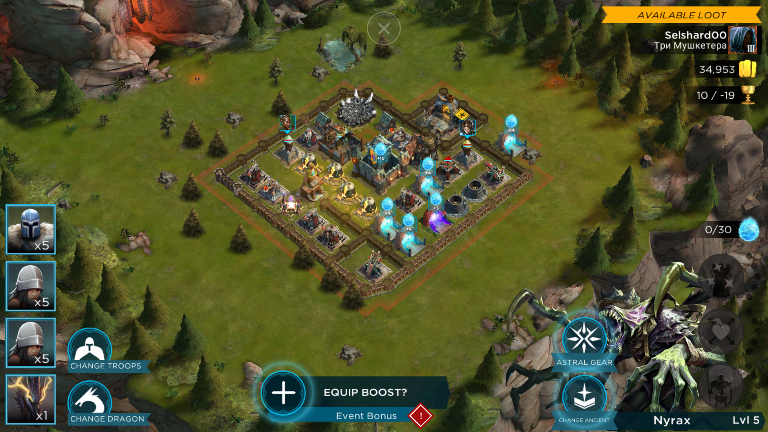 AVAILABLE LOOT
Selshard00
Три Мушкетера
III
34,953
10 / -19
0/30
x5
x5
x5
x1
CHANGE TROOPS
CHANGE DRAGON
EQUIP BOOST?
Event Bonus
ASTRAL GEAR
CHANGE ANCIENT
Nyrax Lvl 5